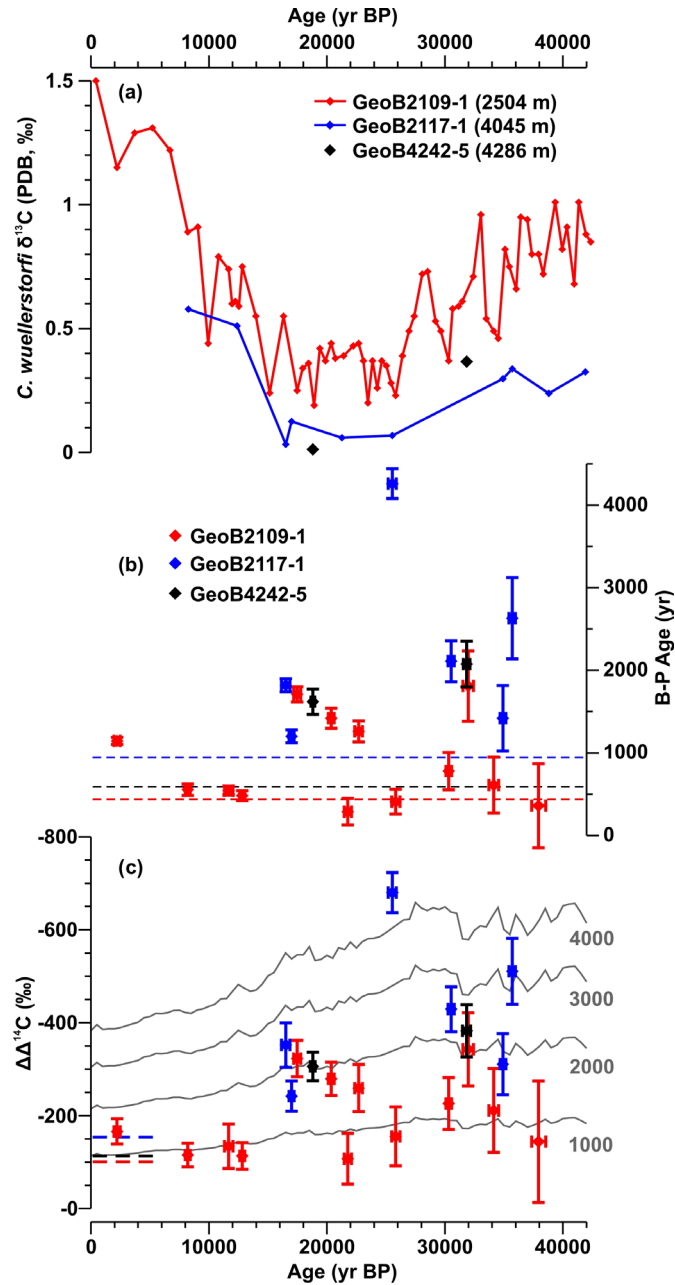 Age (yr BP)
0 10000 20000 30000 40000
1.5
1
0.5
0
C. wuellerstorfi δ¹³C (PDB, ‰)
(a)
GeoB2109-1 (2504 m)
GeoB2117-1 (4045 m)
GeoB4242-5 (4286 m)
(b)
GeoB2109-1
GeoB2117-1
GeoB4242-5
4000
3000
2000
1000
0
B-P Age (yr)
(c)
-800
-600
-400
-200
-0
ΔΔ¹⁴C (‰)
4000
3000
2000
1000
0 10000 20000 30000 40000
Age (yr BP)